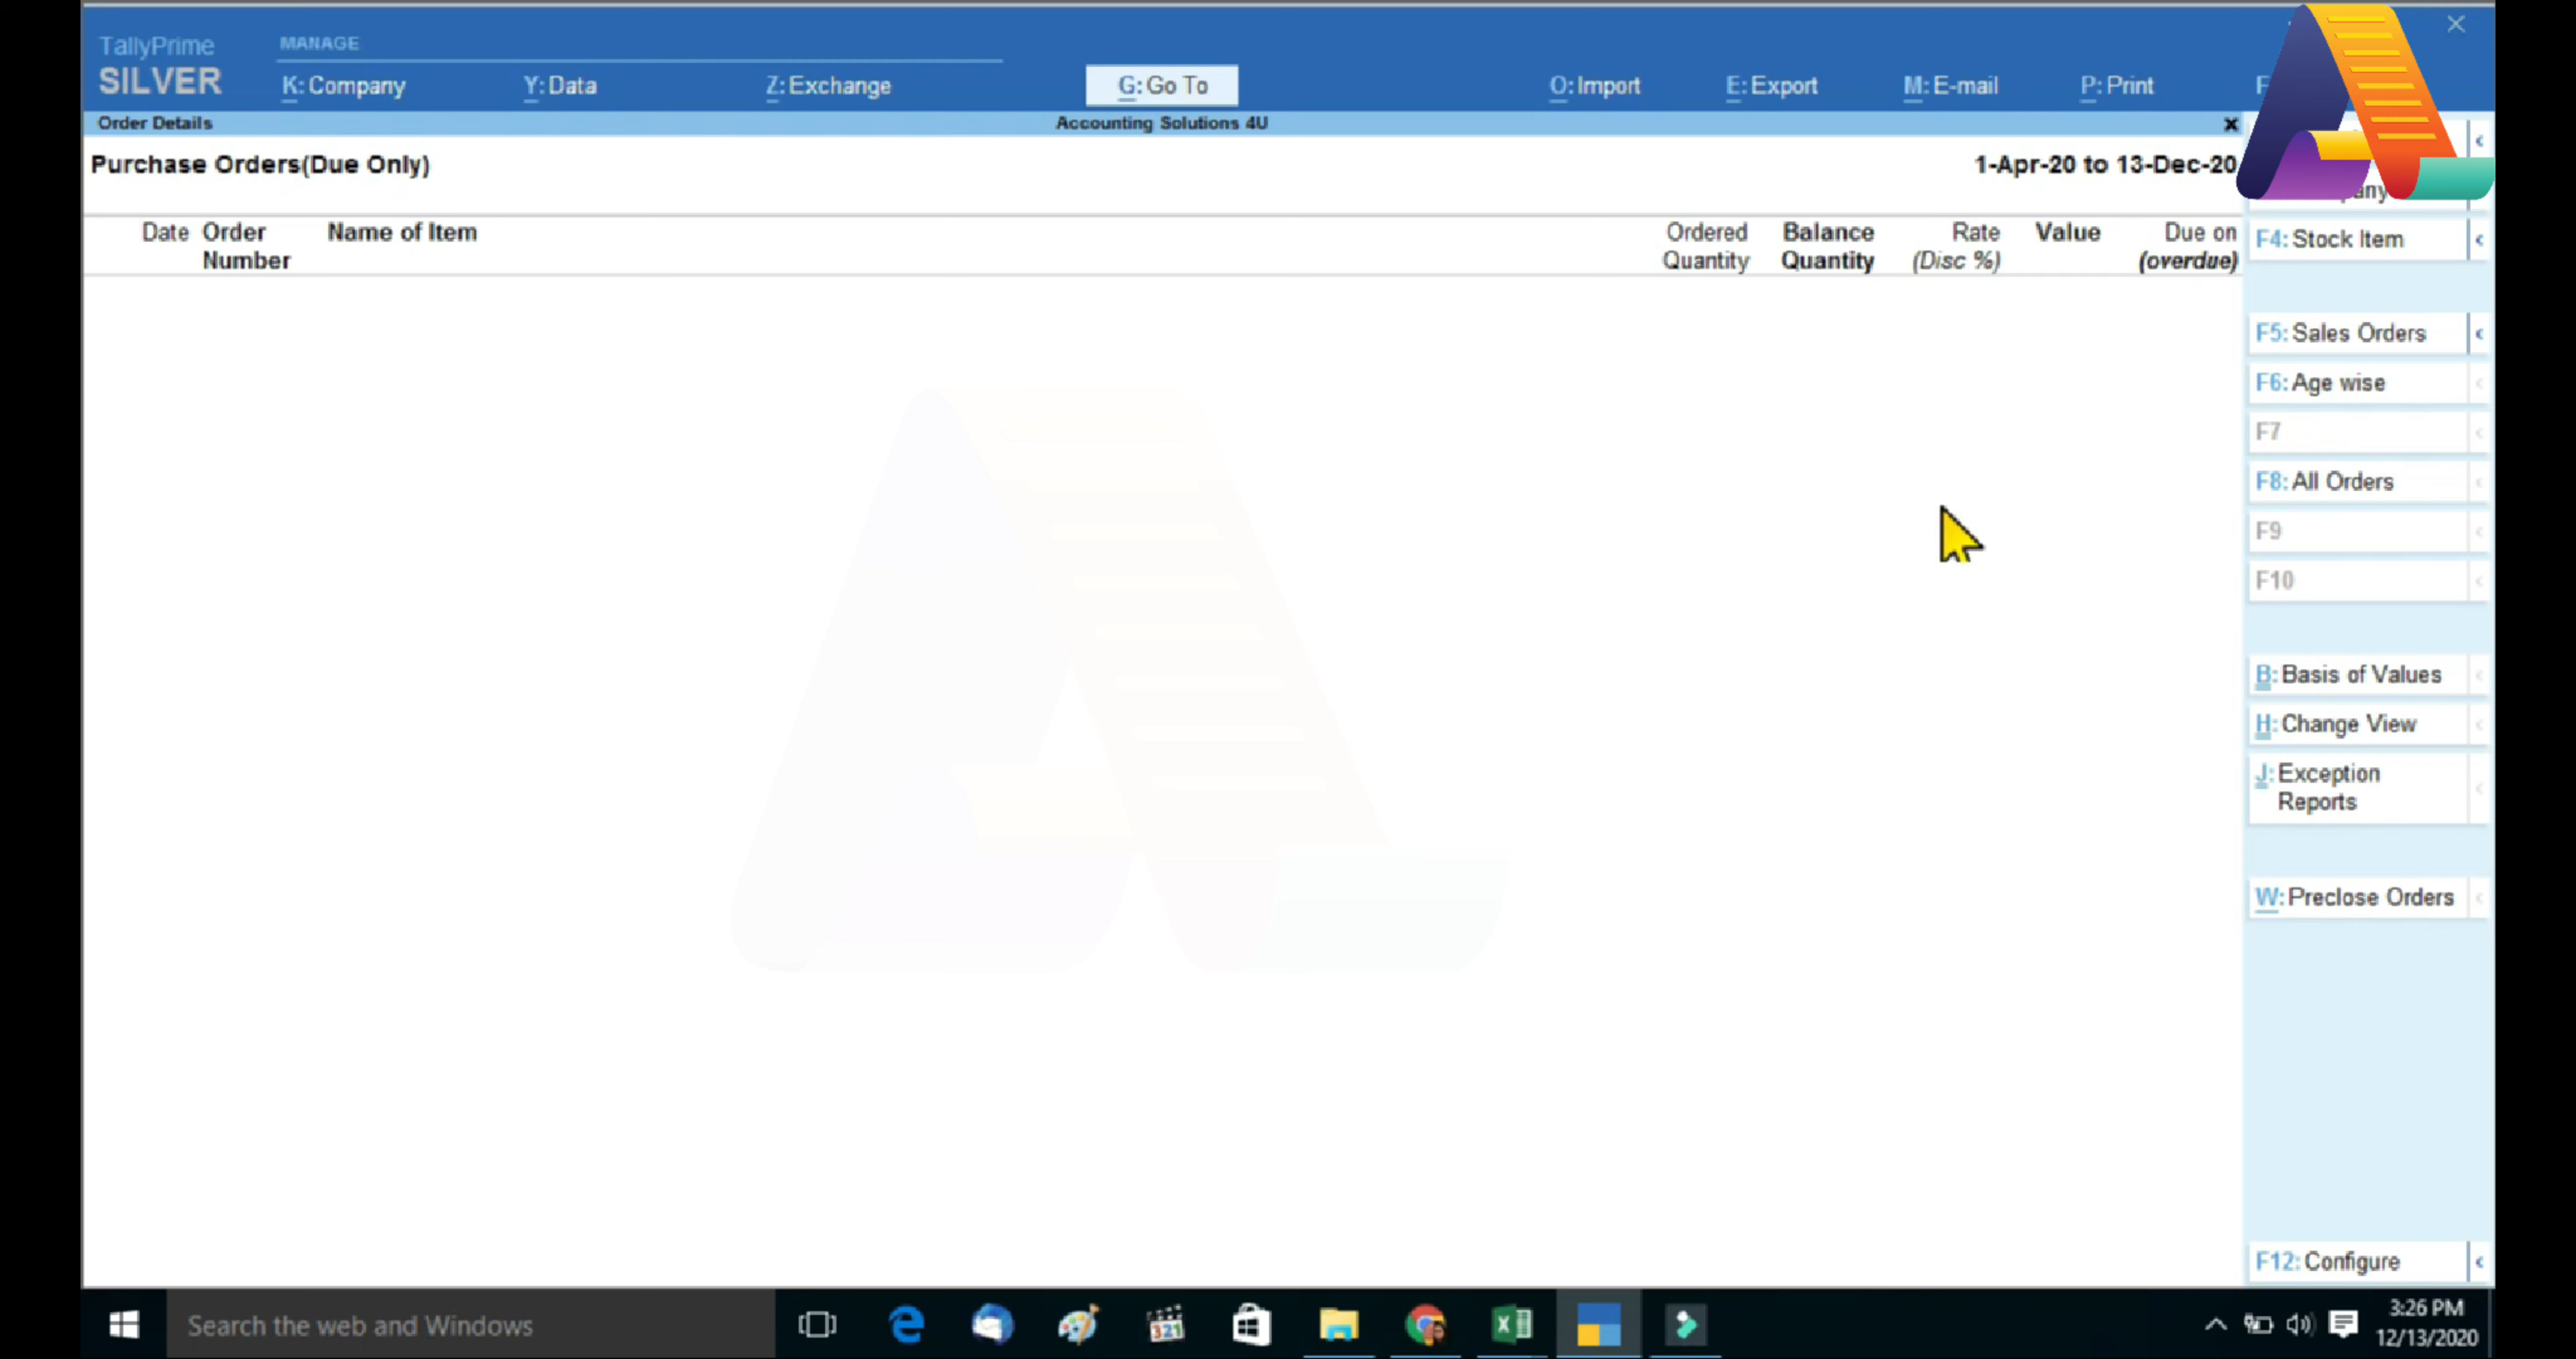 TallyPrime
SILVER
MANAGE
K: Company
Y: Data
Z: Exchange
G: Go To
O: Import
E: Export
M: E-mail
P: Print
Order Details
Accounting Solutions 4U
Purchase Orders(Due Only)
1-Apr-20 to 13-Dec-20
Date Order Name of Item Ordered Balance Rate Value Due on
Number Quantity Quantity (Disc %) (overdue)
F4: Stock Item
F5: Sales Orders
F6: Age wise
F7
F8: All Orders
F9
F10
B: Basis of Values
H: Change View
J: Exception
Reports
W: Preclose Orders
F12: Configure
Search the web and Windows
321
3:26 PM
12/13/2020